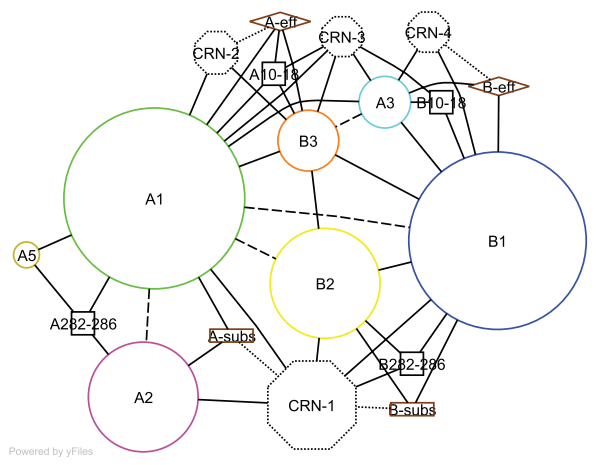 A-eff
CRN-2
CRN-3
CRN-4
A10-18
B-eff
A3
B10-18
B3
A1
B1
A5
B2
A282-286
A-subs
B282-286
A2
CRN-1
B-subs
Powered by yFiles